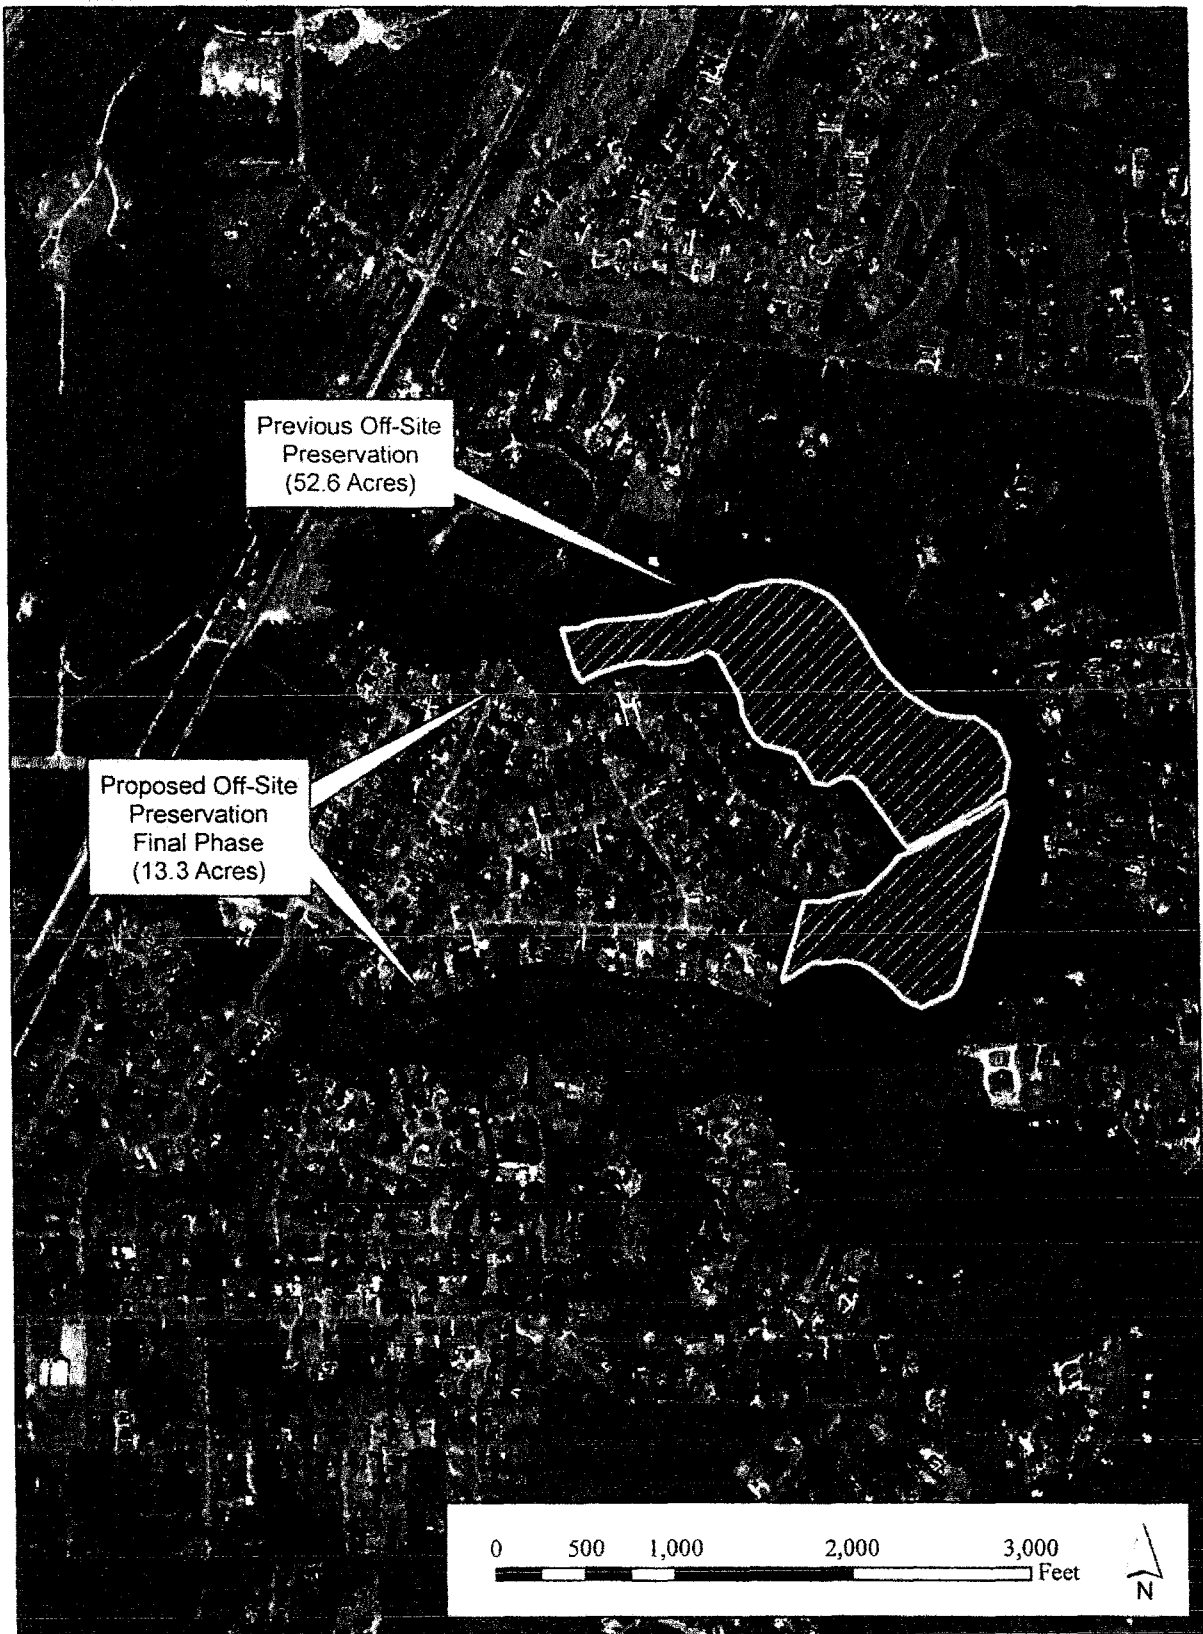 Previous Off-Site
Preservation
(52.6 Acres)
Proposed Off-Site
Preservation
Final Phase
(13.3 Acres)
0 500 1,000 2,000 3,000
Feet
N